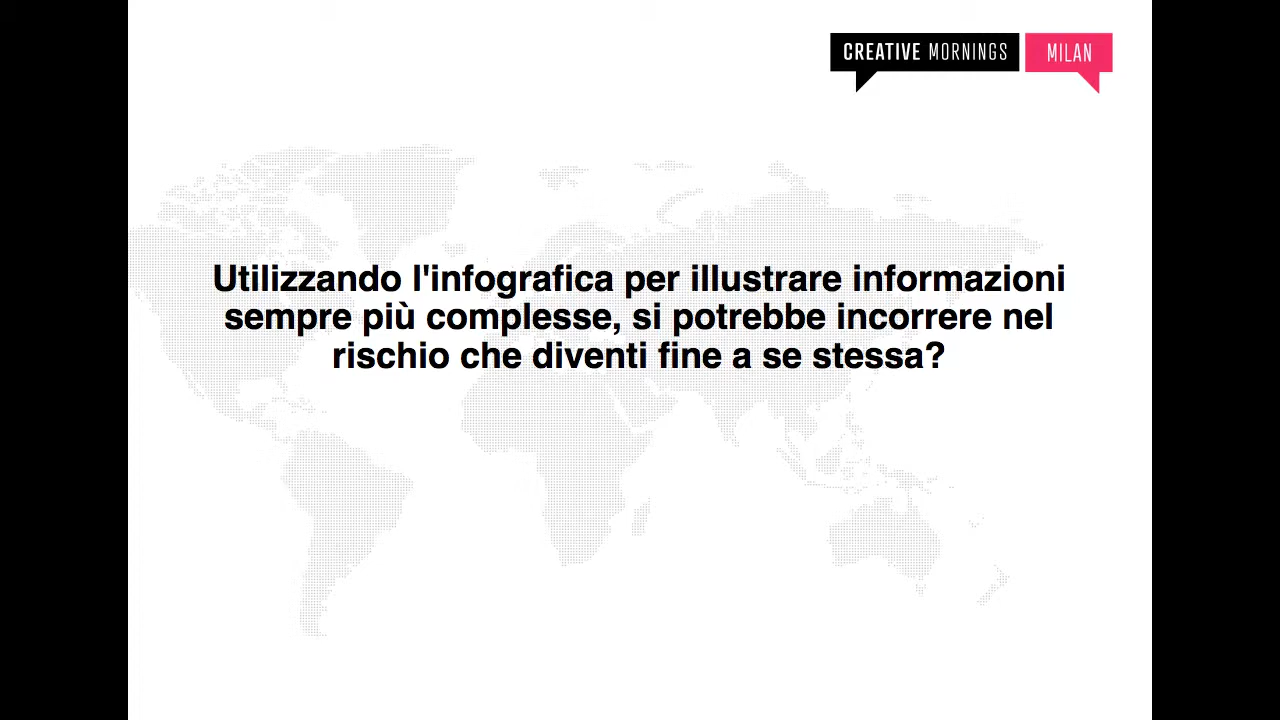 CREATIVE MORNINGS MILAN
Utilizzando l'infografica per illustrare informazioni
sempre più complesse, si potrebbe incorrere nel
rischio che diventi fine a se stessa?